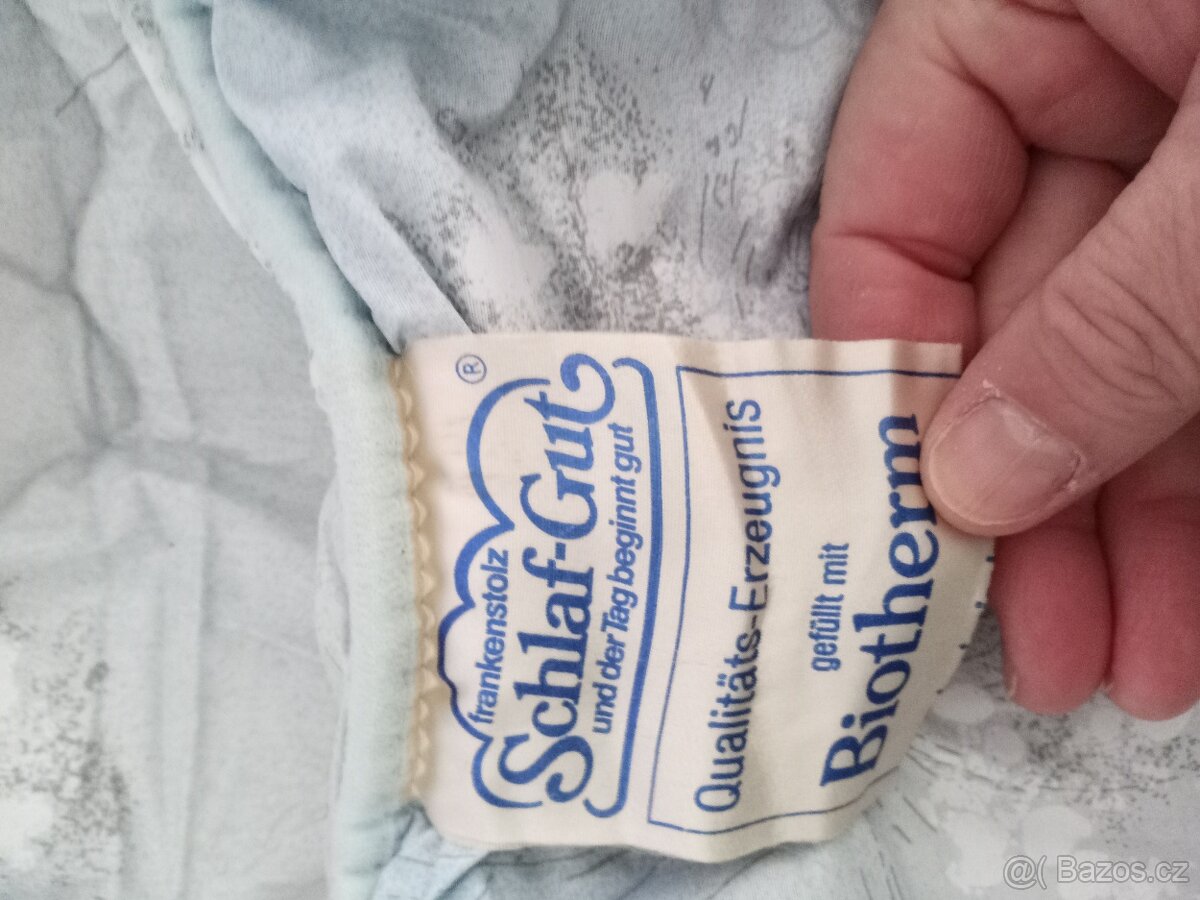 ®
frankenstolz
Schlaf-Gut
und der Tag beginnt gut
Qualitäts-Erzeugnis
gefüllt mit
Biotherm
@( Bazos.cz